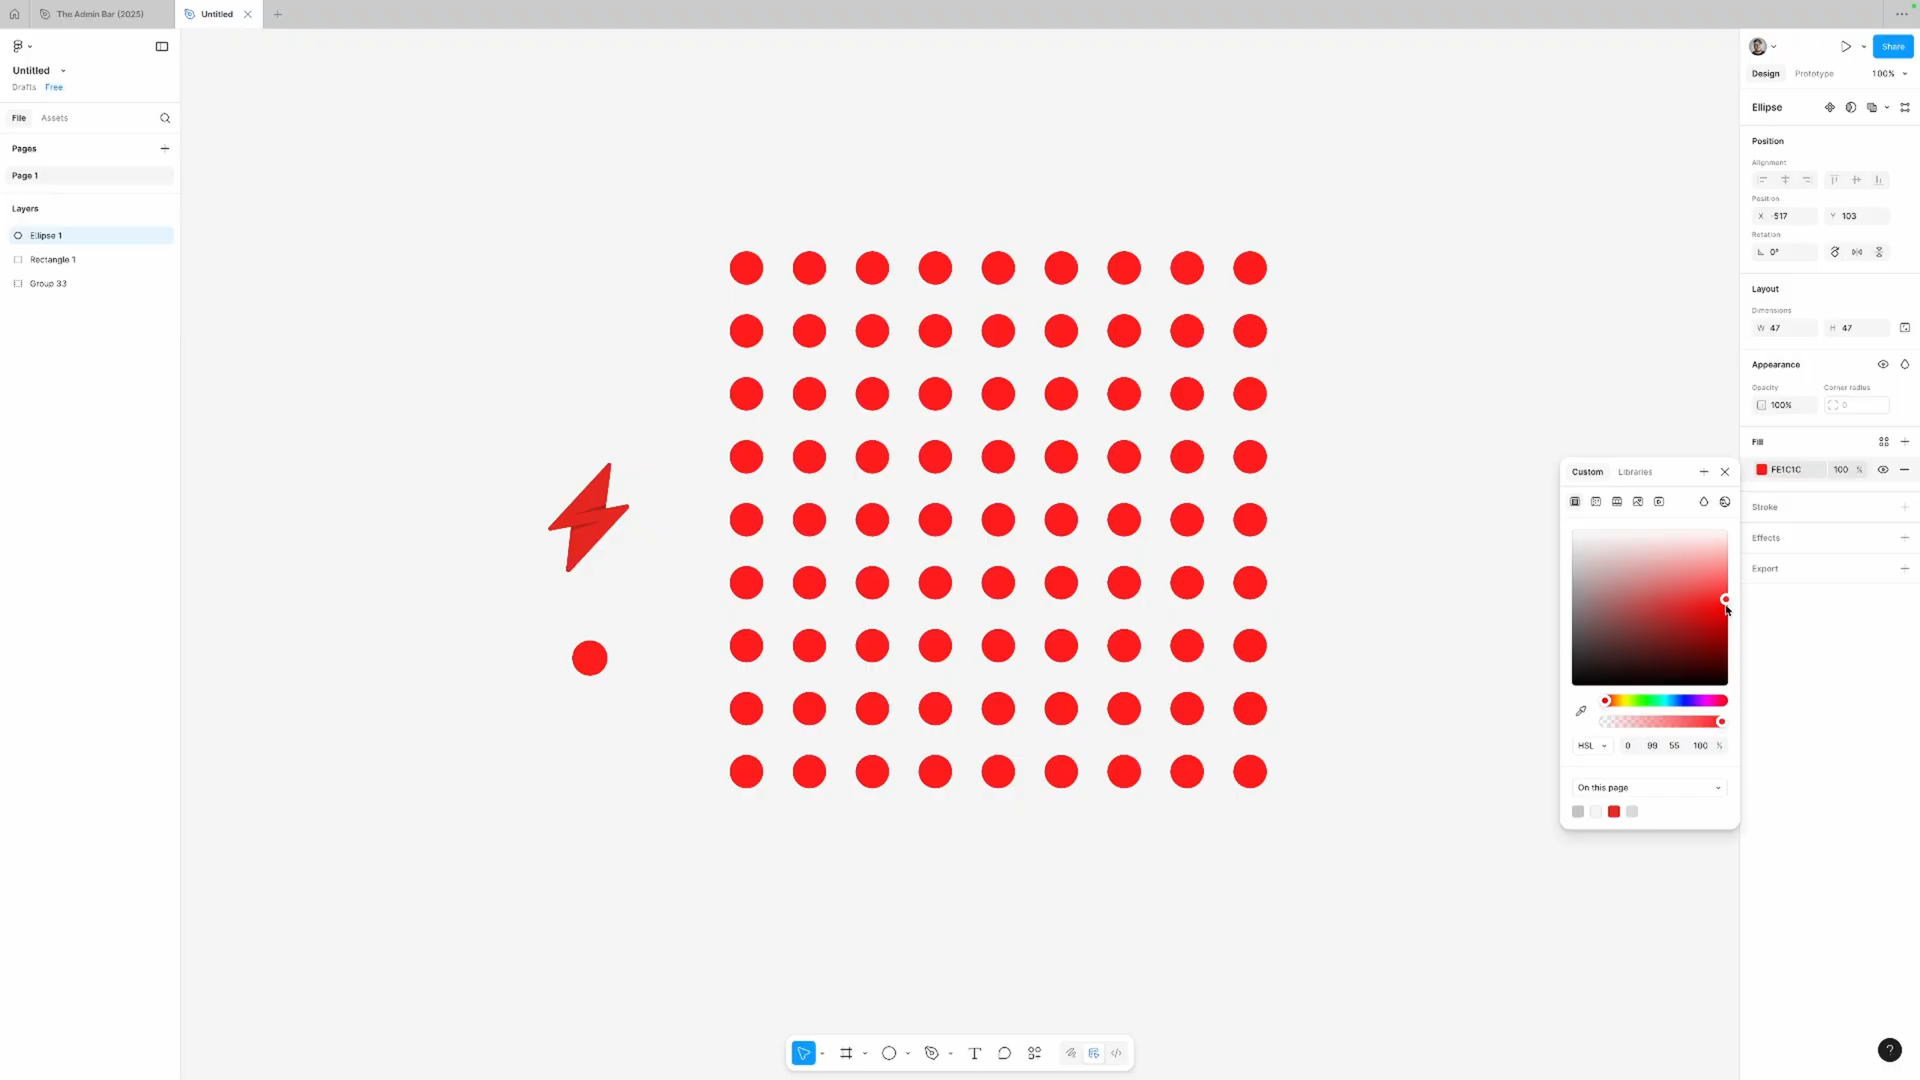 The Admin Bar (2025)
Untitled
Share
Untitled
Drafts Free
Design Prototype 100%
Ellipse
File Assets
Pages
Position
Alignment
Page 1
Position
X -517 Y 103
Layers
Rotation
Ellipse 1
0°
Rectangle 1
Group 33
Layout
Dimensions
W 47 H 47
Appearance
Opacity Corner radius
100% 0
Fill
Custom Libraries
FE1C1C 100 %
Stroke
Effects
Export
HSL 0 99 55 100 %
On this page
T
?